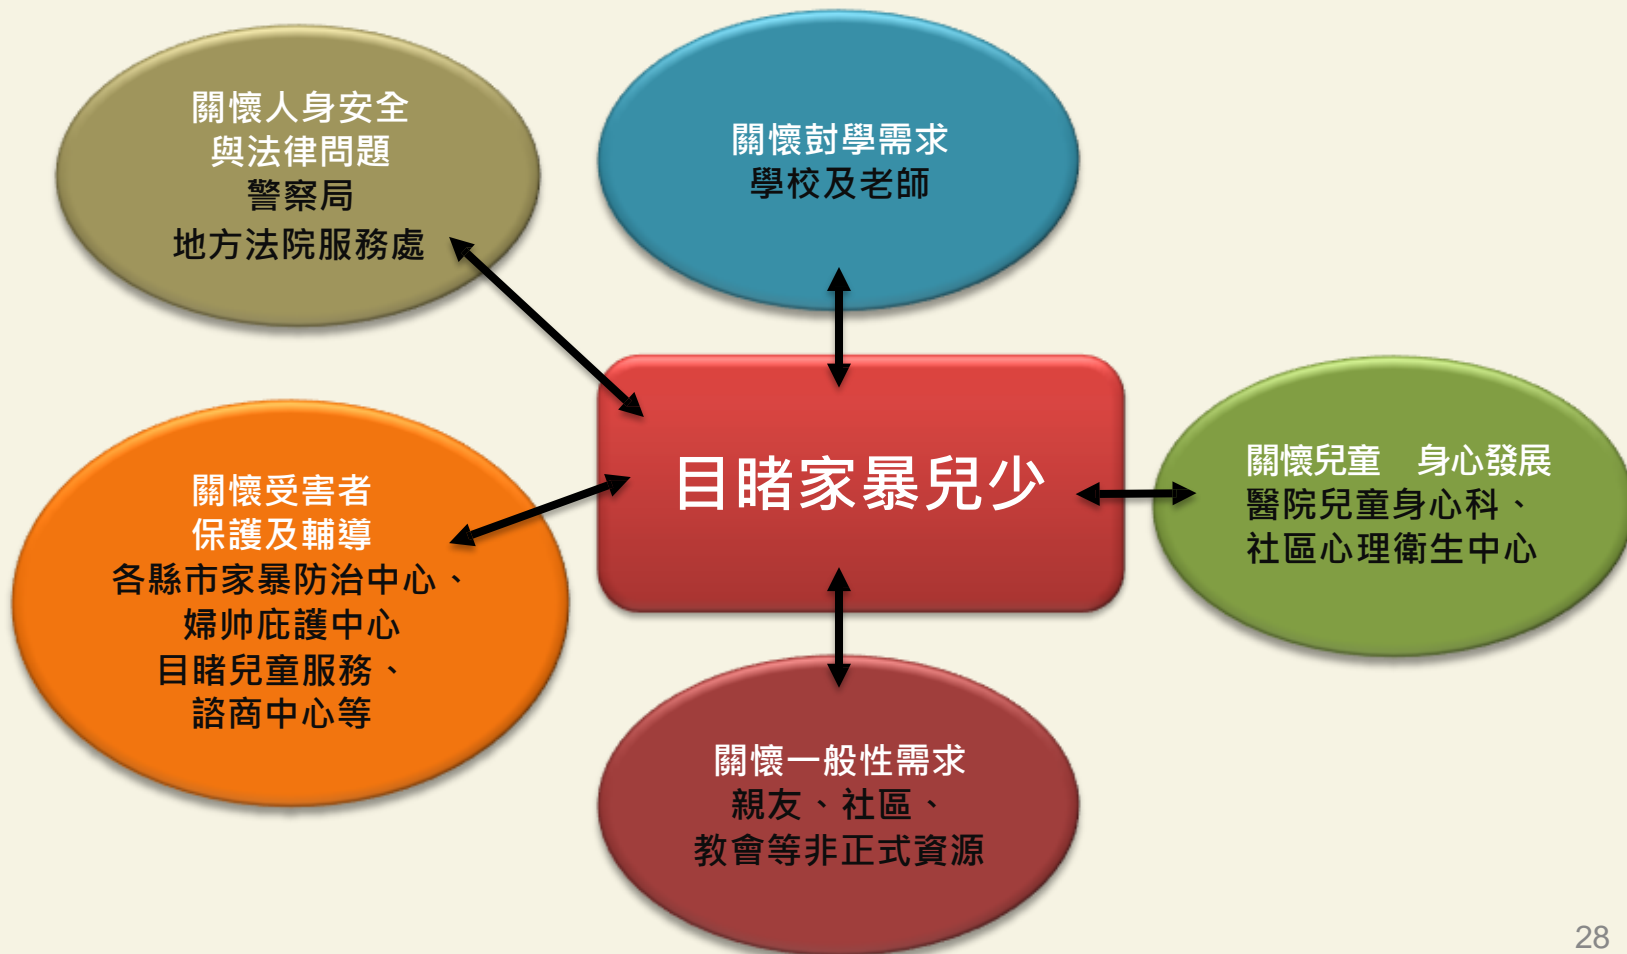 關懷人身安全
與法律問題
警察局
地方法院服務處
關懷尌學需求
學校及老師
目睹家暴兒少
關懷兒童　身心發展
醫院兒童身心科、
社區心理衛生中心
關懷受害者
保護及輔導
各縣市家暴防治中心、
婦帅庇護中心
目睹兒童服務、
諮商中心等
關懷一般性需求
親友、社區、
教會等非正式資源
28